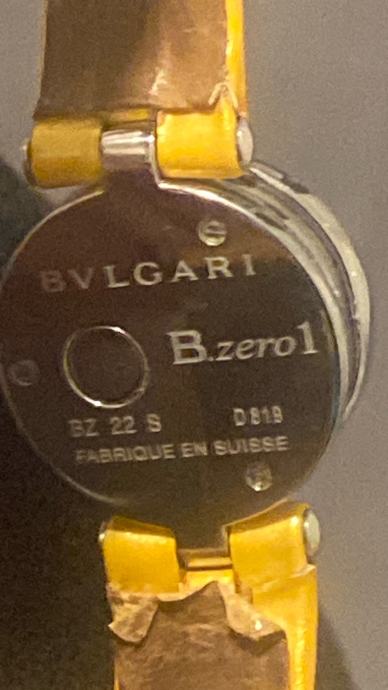 BVLGARI
B.zero1
BZ 22 S D819
FABRIQUE EN SUISSE